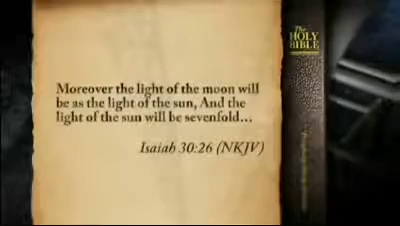 Moreover the light of the moon will
be as the light of the sun, And the
light of the sun will be sevenfold...
Isaiah 30:26 (NKJV)
The
HOLY
BIBLE